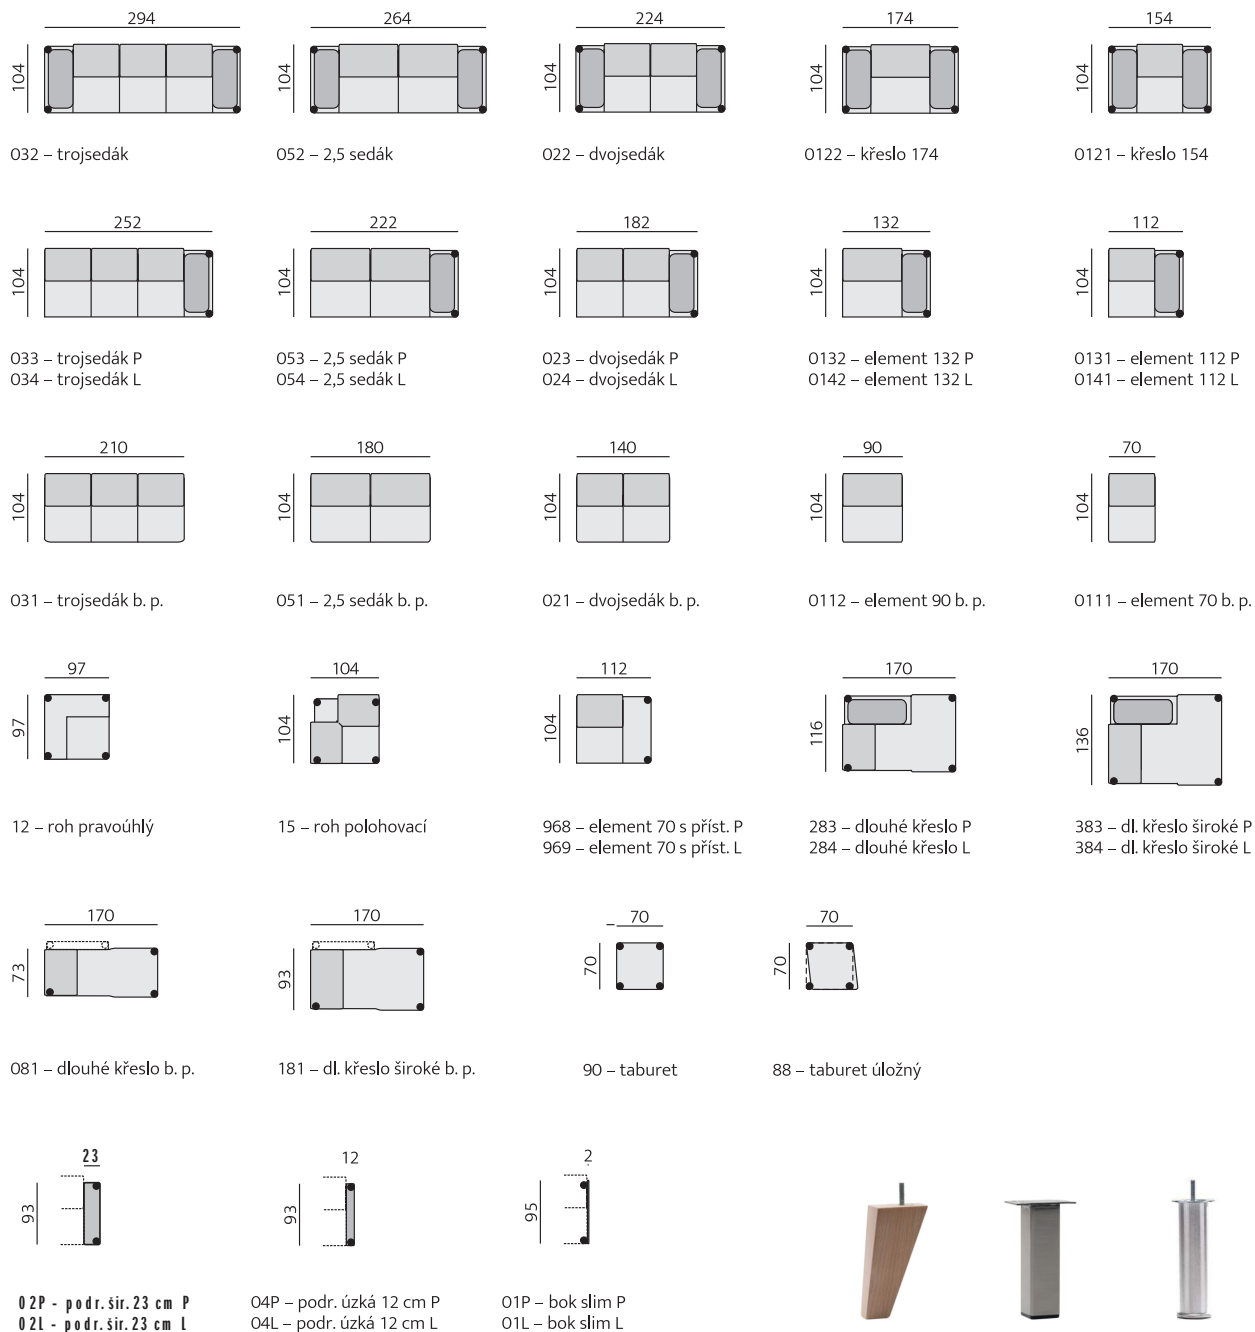 294 264 224 174 154
104 104 104 104 104
032 – trojsedák 052 – 2,5 sedák 022 – dvojsedák 0122 – křeslo 174 0121 – křeslo 154
252 222 182 132 112
104 104 104 104 104
033 – trojsedák P 053 – 2,5 sedák P 023 – dvojsedák P 0132 – element 132 P 0131 – element 112 P
034 – trojsedák L 054 – 2,5 sedák L 024 – dvojsedák L 0142 – element 132 L 0141 – element 112 L
210 180 140 90 70
104 104 104 104 104
031 – trojsedák b. p. 051 – 2,5 sedák b. p. 021 – dvojsedák b. p. 0112 – element 90 b. p. 0111 – element 70 b. p.
97 104 112 170 170
97 104 104 116 136
12 – roh pravoúhlý 15 – roh polohovací 968 – element 70 s příst. P 283 – dlouhé křeslo P 383 – dl. křeslo široké P
969 – element 70 s příst. L 284 – dlouhé křeslo L 384 – dl. křeslo široké L
170 170 70 70
73 93 70 70
081 – dlouhé křeslo b. p. 181 – dl. křeslo široké b. p. 90 – taburet 88 – taburet úložný
23 12 2
93 93 95
02P - podr. šir. 23 cm P 04P – podr. úzká 12 cm P 01P – bok slim P
02L - podr. šir. 23 cm L 04L – podr. úzká 12 cm L 01L – bok slim L